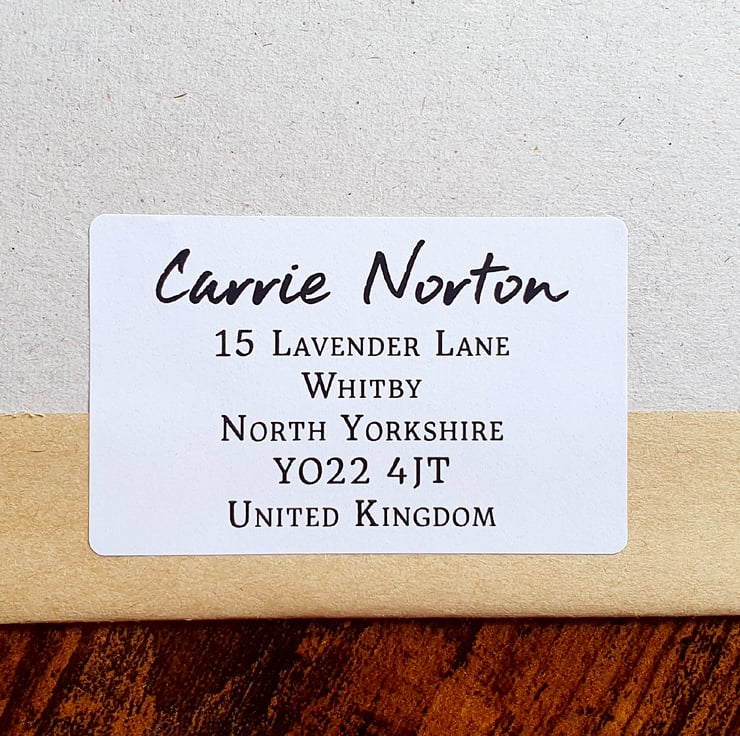 Carrie Norton
15 Lavender Lane
Whitby
North Yorkshire
YO22 4JT
United Kingdom